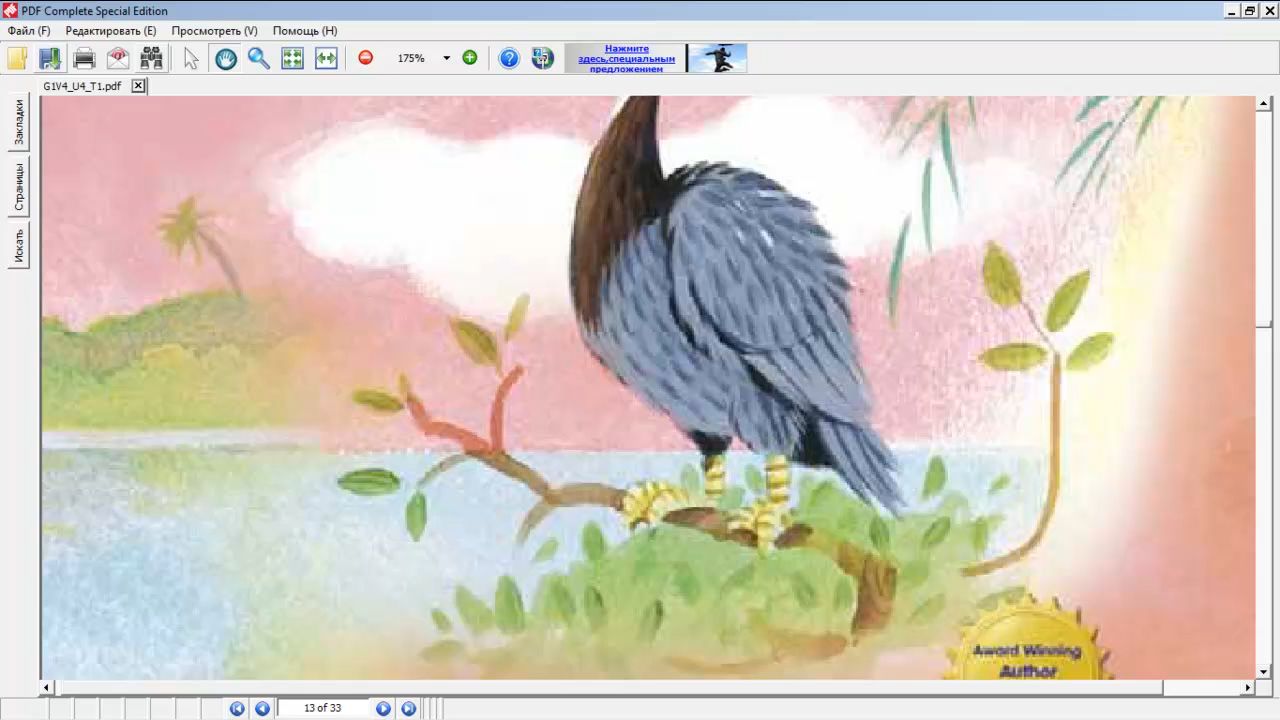 PDF Complete Special Edition
Файл (F) Редактировать (E) Просмотреть (V) Помощь (H)
175%
Нажмите
здесь,специальным
предложением
G1V4_U4_T1.pdf
Закладки
Страницы
Искать
Award Winning
Author
13 of 33